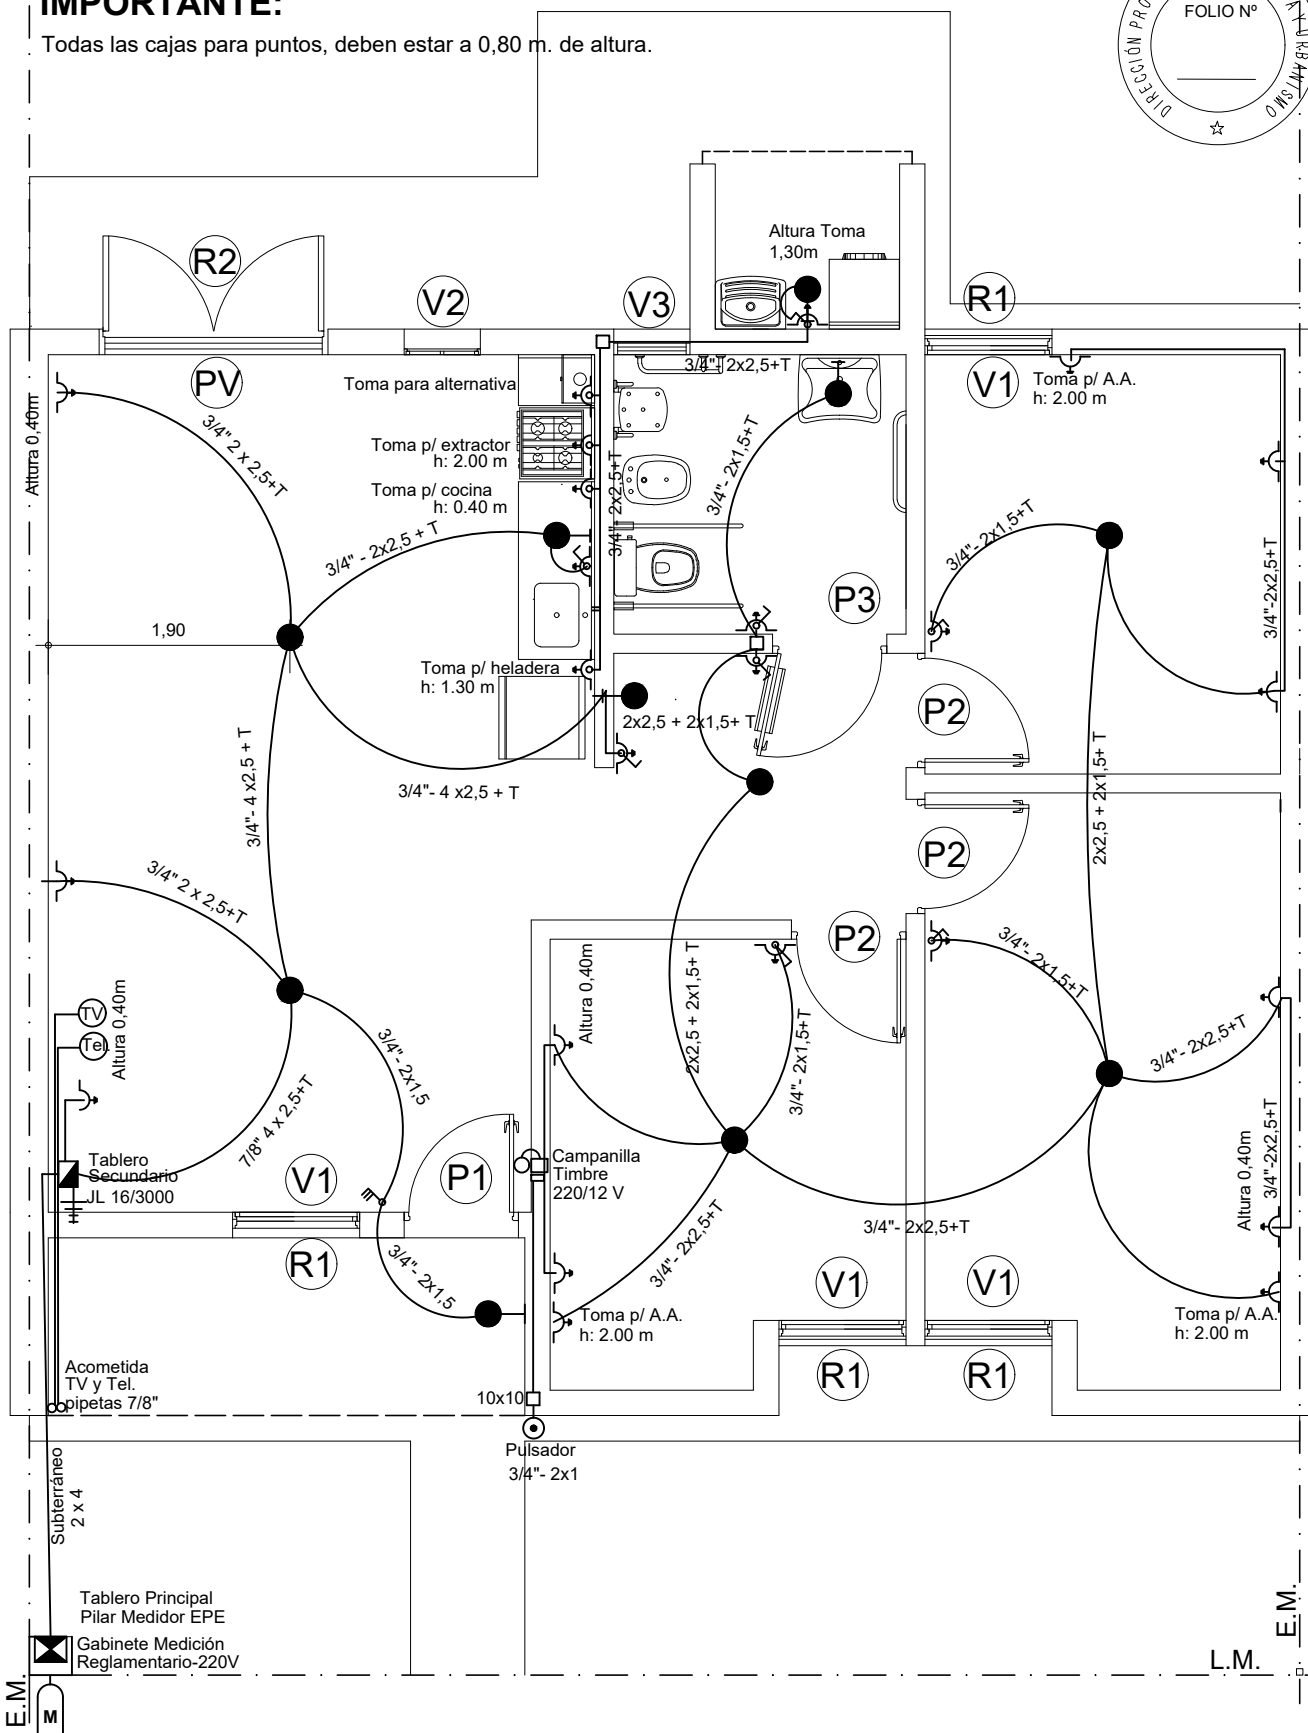 IMPORTANTE:
Todas las cajas para puntos, deben estar a 0,80 m. de altura.
FOLIO Nº
DIRECCIÓN PRO
A Y URBANISMO
Altura Toma
1,30m
R2
V2
V3
R1
3/4"- 2x2,5+T
PV
Toma para alternativa
V1
Toma p/ A.A.
h: 2.00 m
Altura 0,40m
3/4" 2 x 2,5+T
Toma p/ extractor
h: 2.00 m
Toma p/ cocina
h: 0.40 m
3/4"- 2x2,5+T
3/4"- 2x1,5+T
3/4" - 2x2,5 + T
3/4"- 2x1,5+T
3/4"-2x2,5+T
P3
1,90
Toma p/ heladera
h: 1.30 m
2x2,5 + 2x1,5+ T
P2
3/4"- 4 x2,5 + T
3/4"- 4 x2,5 + T
2x2,5 + 2x1,5+ T
P2
3/4" 2 x 2,5+T
P2
3/4"- 2x1,5+T
Altura 0,40m
2x2,5 + 2x1,5+ T
TV
Tel.
Altura 0,40m
3/4"- 2x1,5
3/4"- 2x1,5+T
3/4"- 2x2,5+T
7/8" 4 x 2,5+T
Tablero
Secundario
JL 16/3000
V1
P1
Campanilla
Timbre
220/12 V
Altura 0,40m
3/4"-2x2,5+T
3/4"- 2x2,5+T
3/4"- 2x2,5+T
R1
3/4"- 2x1,5
V1
V1
Toma p/ A.A.
h: 2.00 m
Toma p/ A.A.
h: 2.00 m
Acometida
TV y Tel.
pipetas 7/8"
R1
R1
10x10
Pulsador
3/4"- 2x1
Subterráneo
2 x 4
Tablero Principal
Pilar Medidor EPE
Gabinete Medición
Reglamentario-220V
E.M.
L.M.
E.M.
M